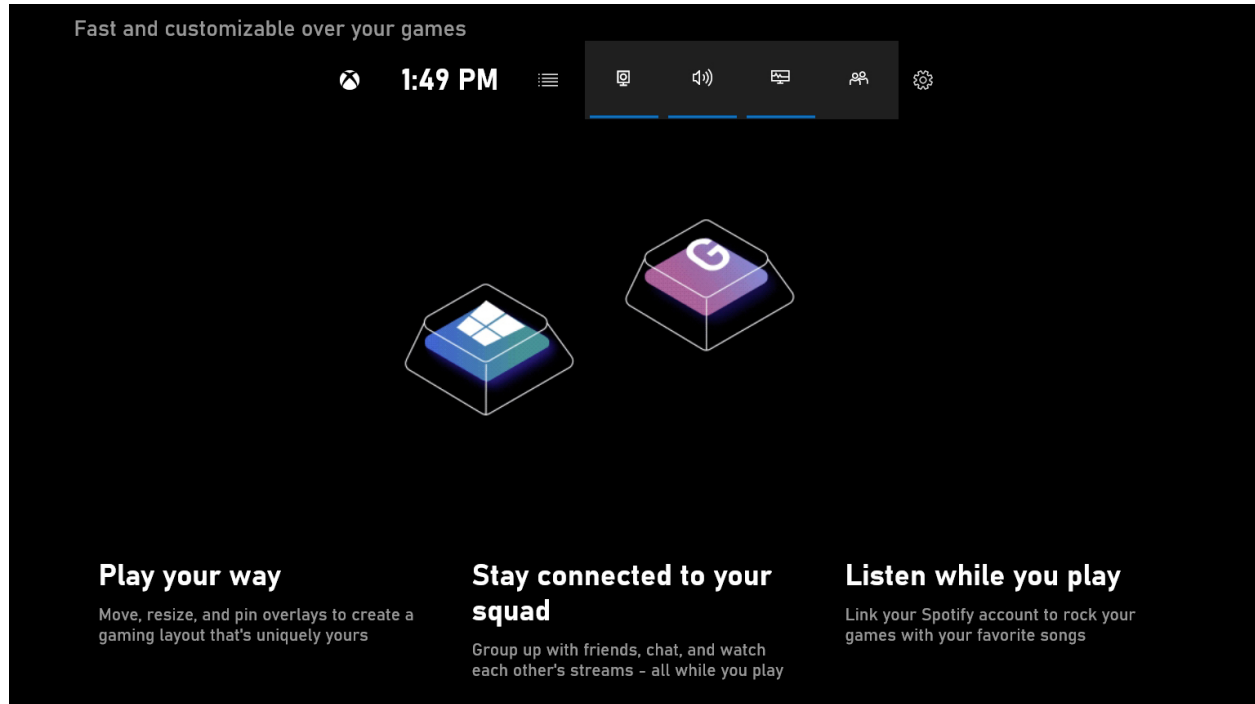 Fast and customizable over your games
1:49 PM
G
Play your way
Move, resize, and pin overlays to create a
gaming layout that's uniquely yours
Stay connected to your
squad
Group up with friends, chat, and watch
each other's streams - all while you play
Listen while you play
Link your Spotify account to rock your
games with your favorite songs